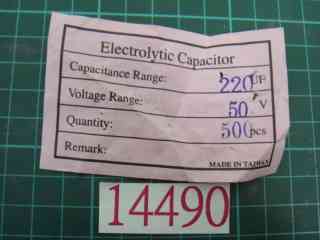 Electrolytic Capacitor
Capacitance Range: 220 UF
Voltage Range: 50 V
Quantity: 500 pcs
Remark:
MADE IN TAIWAN
14490